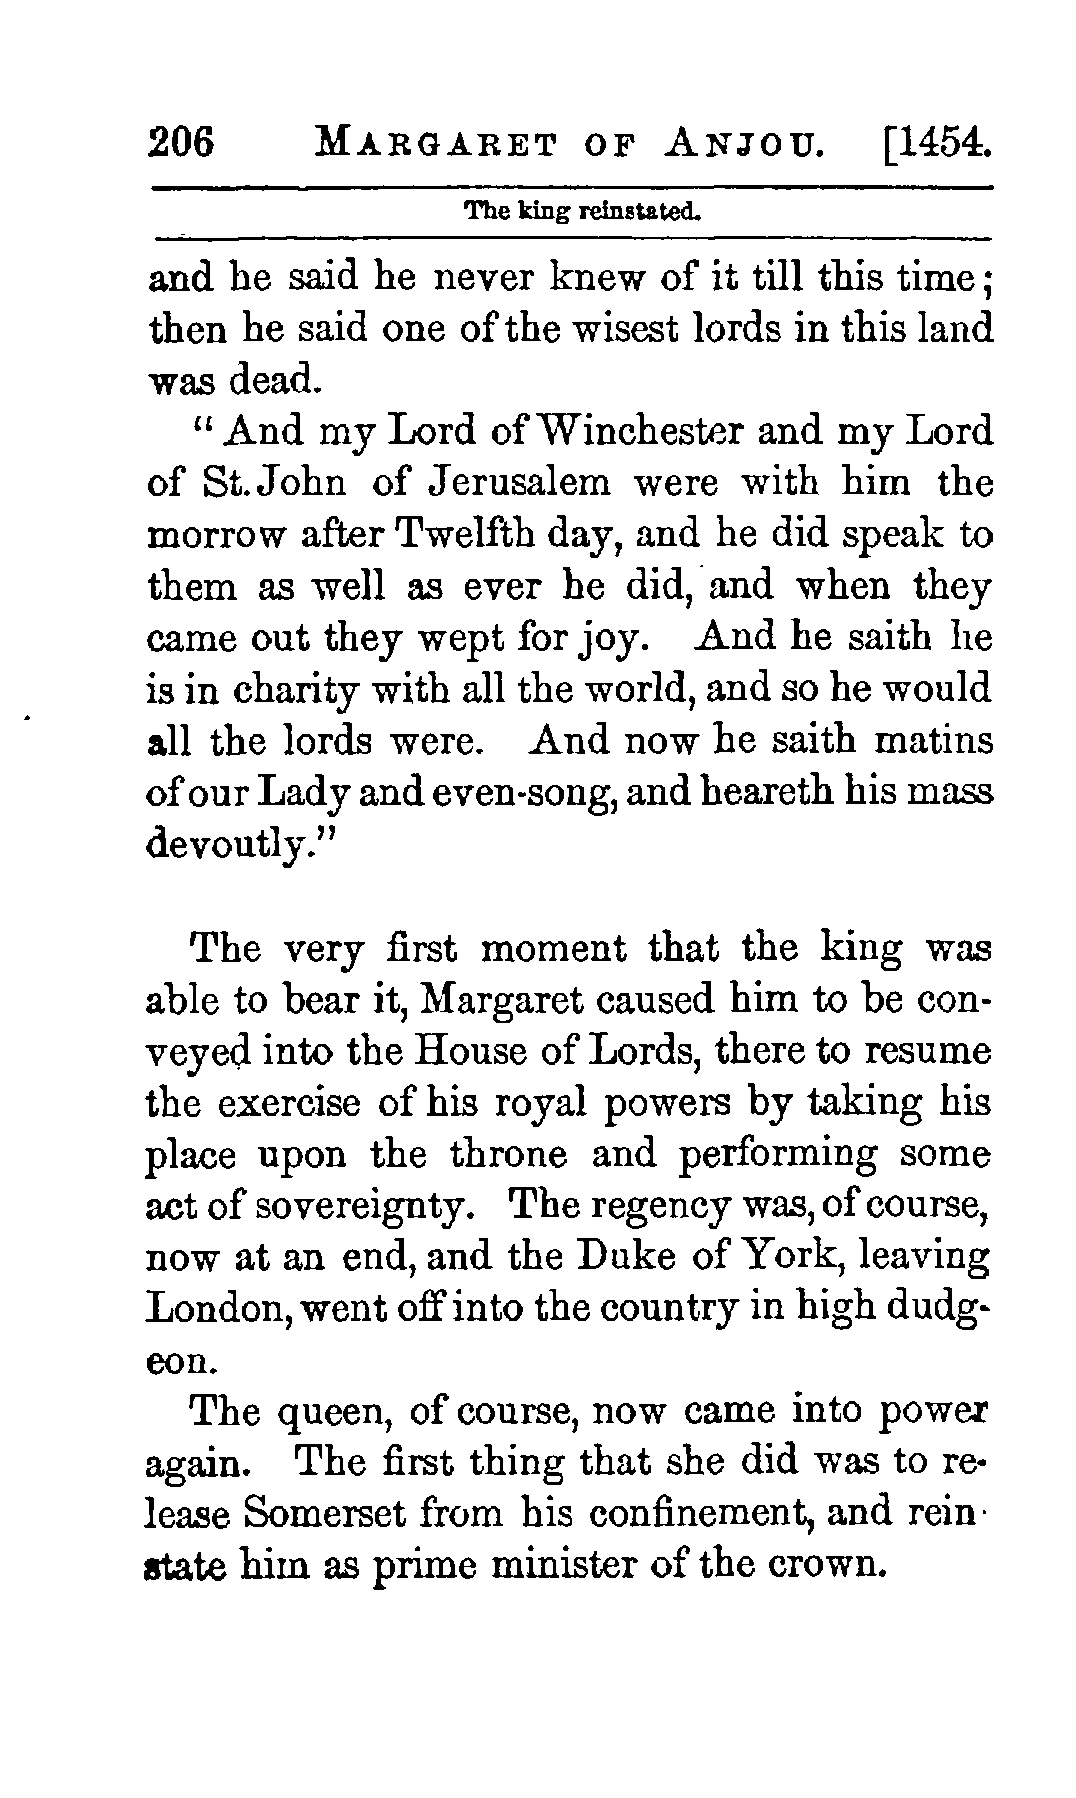 206 MARGARET OF ANJOU. [1454.
The king reinstated.
and he said he never knew of it till this time;
then he said one of the wisest lords in this land
was dead.
“And my Lord of Winchester and my Lord
of St. John of Jerusalem were with him the
morrow after Twelfth day, and he did speak to
them as well as ever he did, and when they
came out they wept for joy. And he saith he
is in charity with all the world, and so he would
all the lords were. And now he saith matins
of our Lady and even-song, and heareth his mass
devoutly.”
The very first moment that the king was
able to bear it, Margaret caused him to be con-
veyed into the House of Lords, there to resume
the exercise of his royal powers by taking his
place upon the throne and performing some
act of sovereignty. The regency was, of course,
now at an end, and the Duke of York, leaving
London, went off into the country in high dudg-
eon.
The queen, of course, now came into power
again. The first thing that she did was to re-
lease Somerset from his confinement, and rein-
state him as prime minister of the crown.